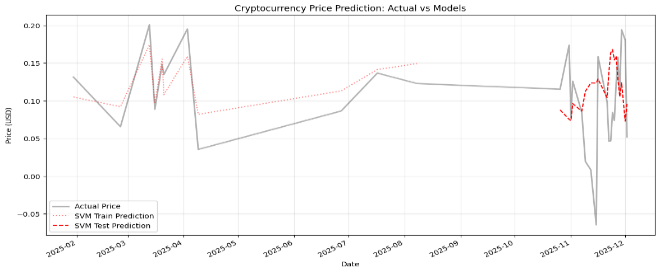 Cryptocurrency Price Prediction: Actual vs Models
Price (USD)
0.20
0.15
0.10
0.05
0.00
−0.05
Actual Price
SVM Train Prediction
SVM Test Prediction
2025-02
2025-03
2025-04
2025-05
2025-06
2025-07
2025-08
2025-09
2025-10
2025-11
2025-12
Date